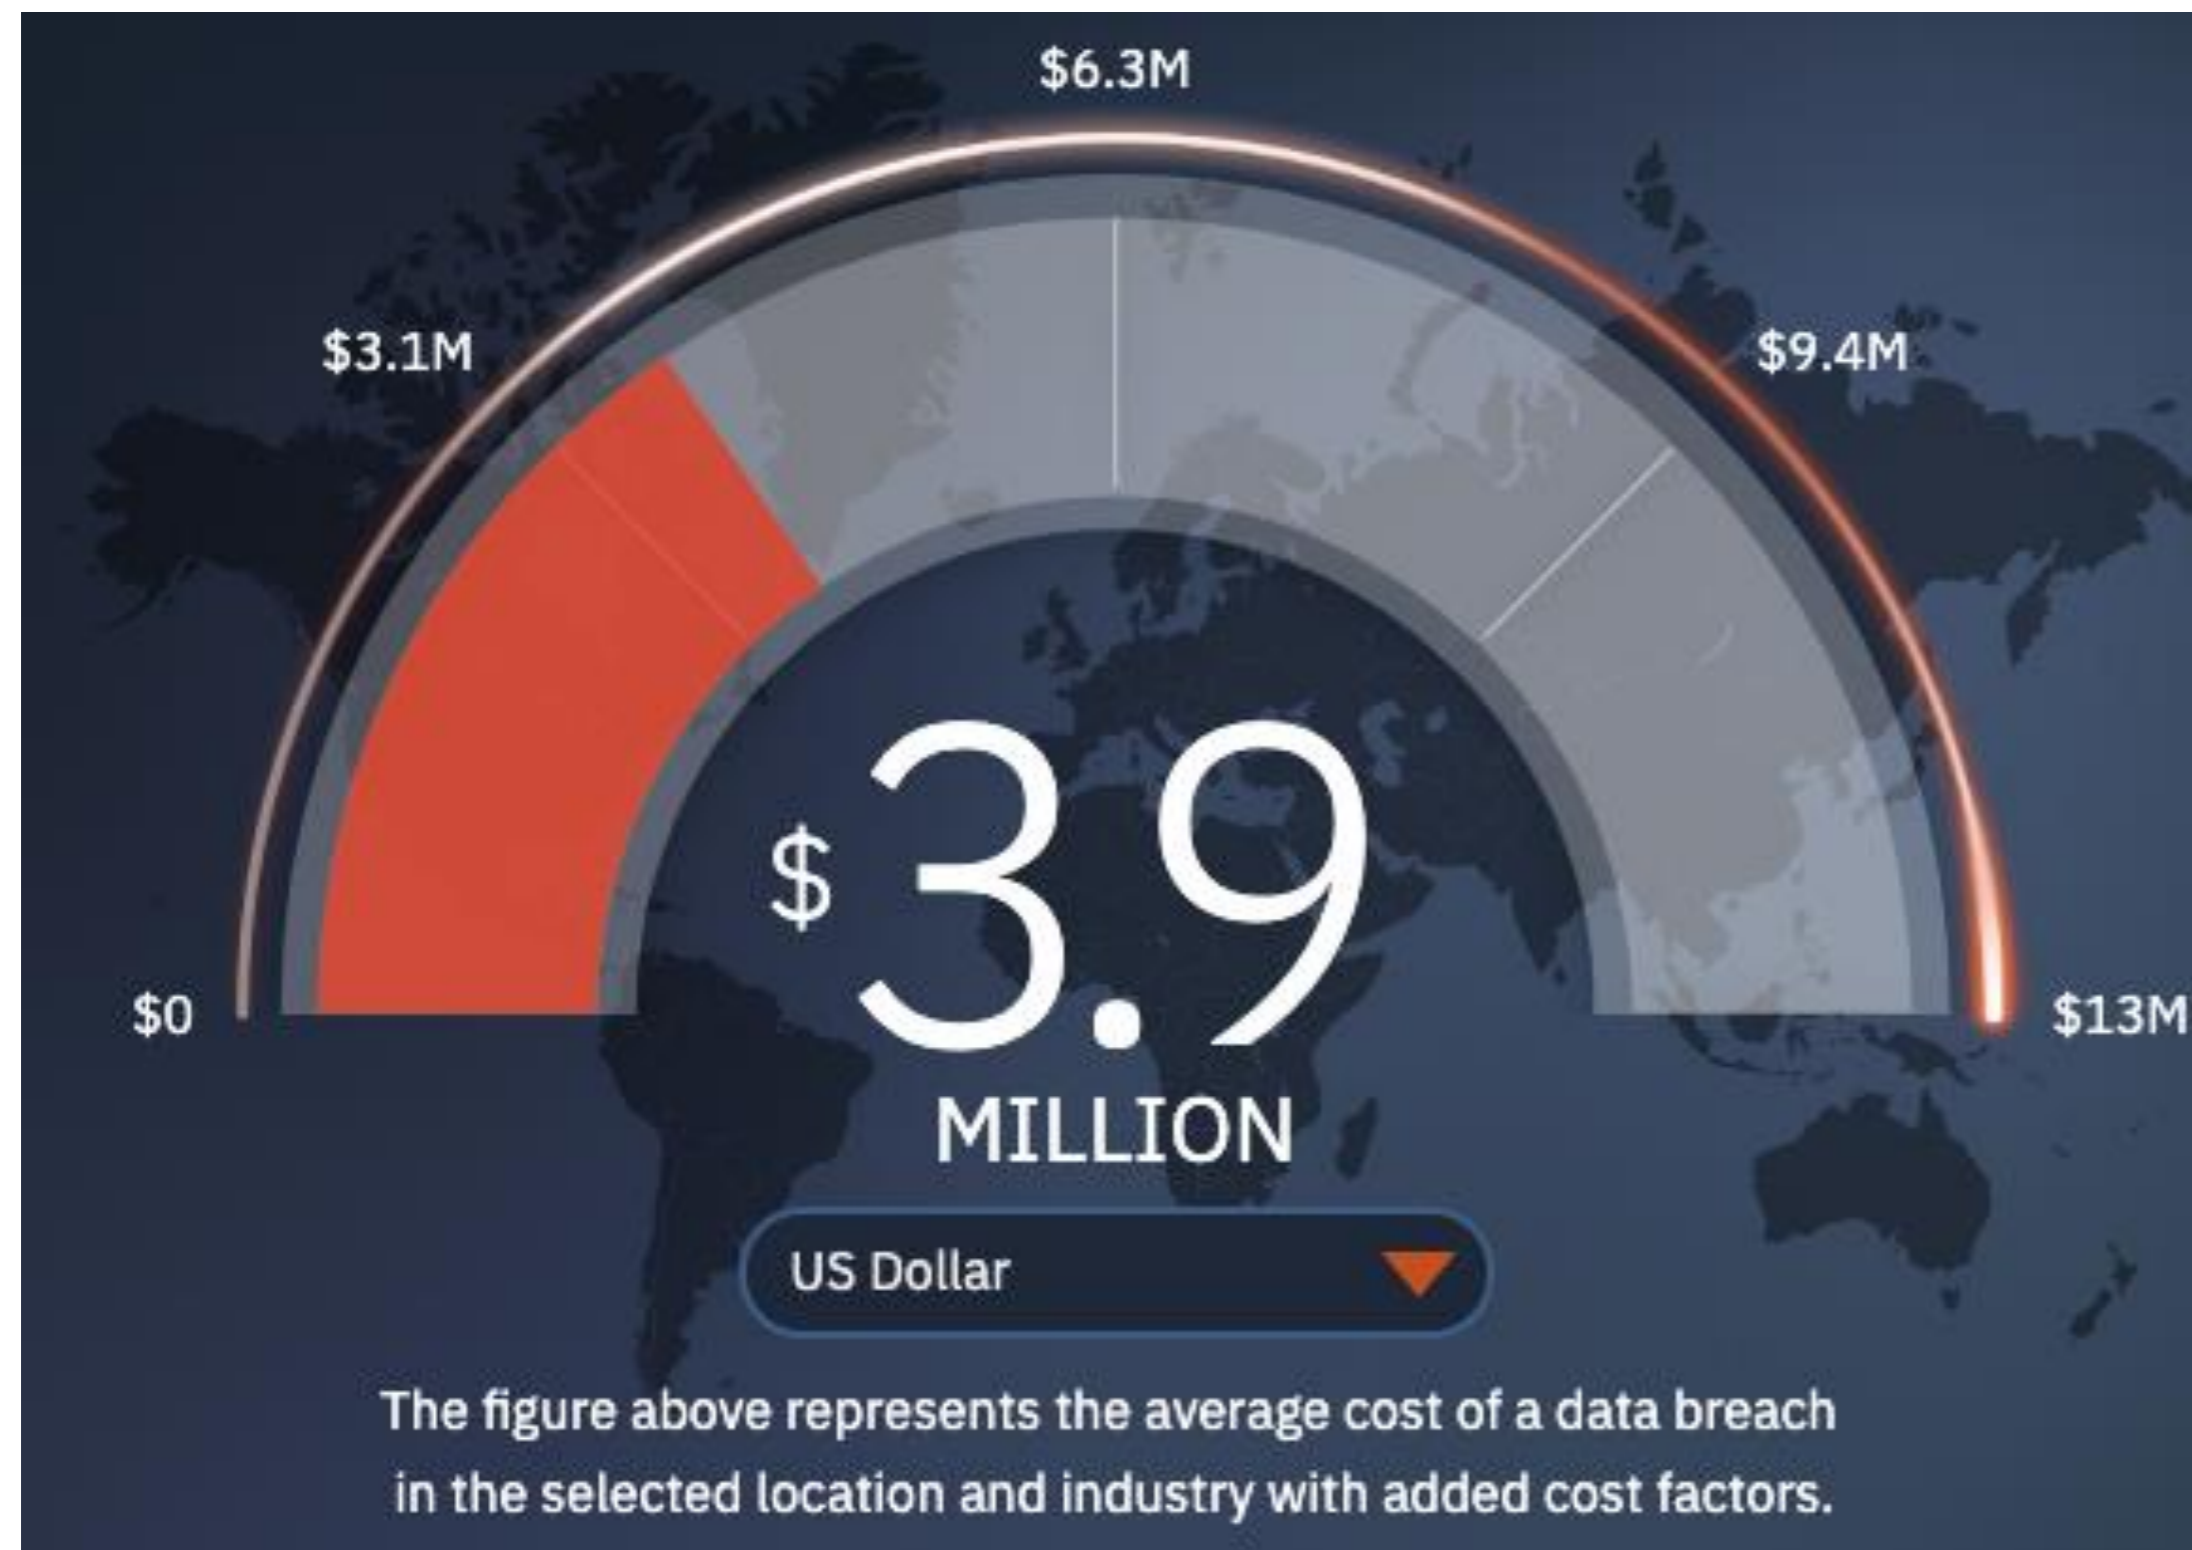 $6.3M
$3.1M
$9.4M
$3.9
$0
$13M
MILLION
US Dollar
The figure above represents the average cost of a data breach
in the selected location and industry with added cost factors.